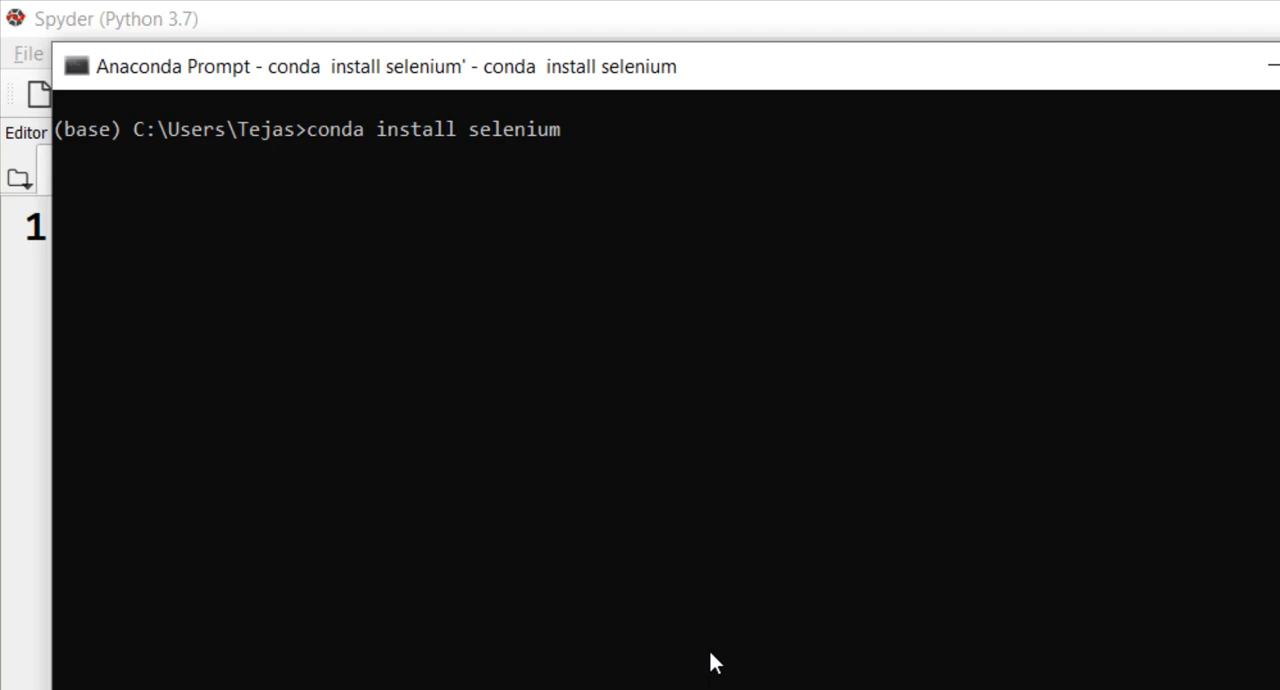 Spyder (Python 3.7)
File
Anaconda Prompt - conda  install selenium' - conda  install selenium
Editor
(base) C:\Users\Tejas>conda install selenium
1